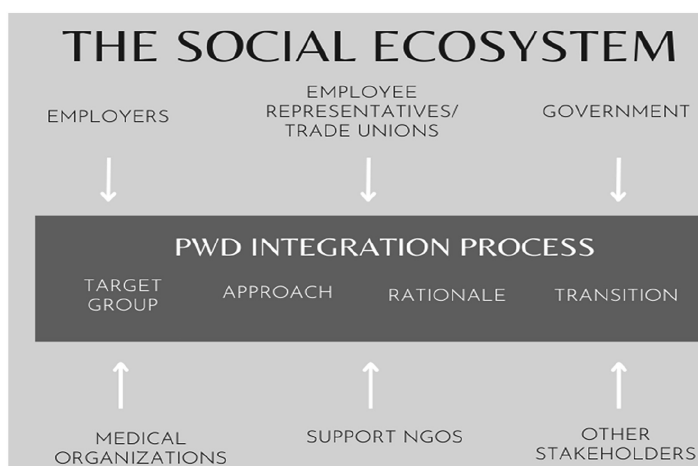 THE SOCIAL ECOSYSTEM
EMPLOYERS
EMPLOYEE
REPRESENTATIVES/
TRADE UNIONS
GOVERNMENT
PWD INTEGRATION PROCESS
TARGET
GROUP
APPROACH
RATIONALE
TRANSITION
MEDICAL
ORGANIZATIONS
SUPPORT NGOS
OTHER
STAKEHOLDERS